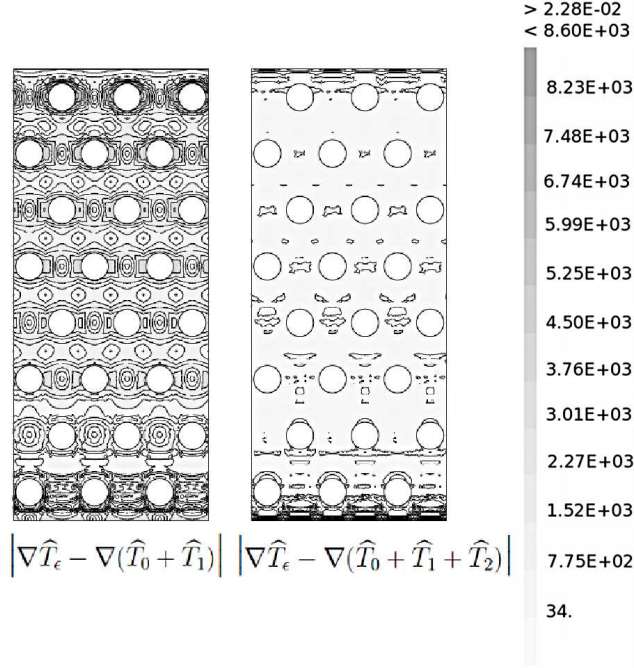 > 2.28E-02
< 8.60E+03
8.23E+03
7.48E+03
6.74E+03
5.99E+03
5.25E+03
4.50E+03
3.76E+03
3.01E+03
2.27E+03
1.52E+03
7.75E+02
34.
|∇T̂_ϵ − ∇(T̂_0 + T̂_1)| |∇T̂_ϵ − ∇(T̂_0 + T̂_1 + T̂_2)|